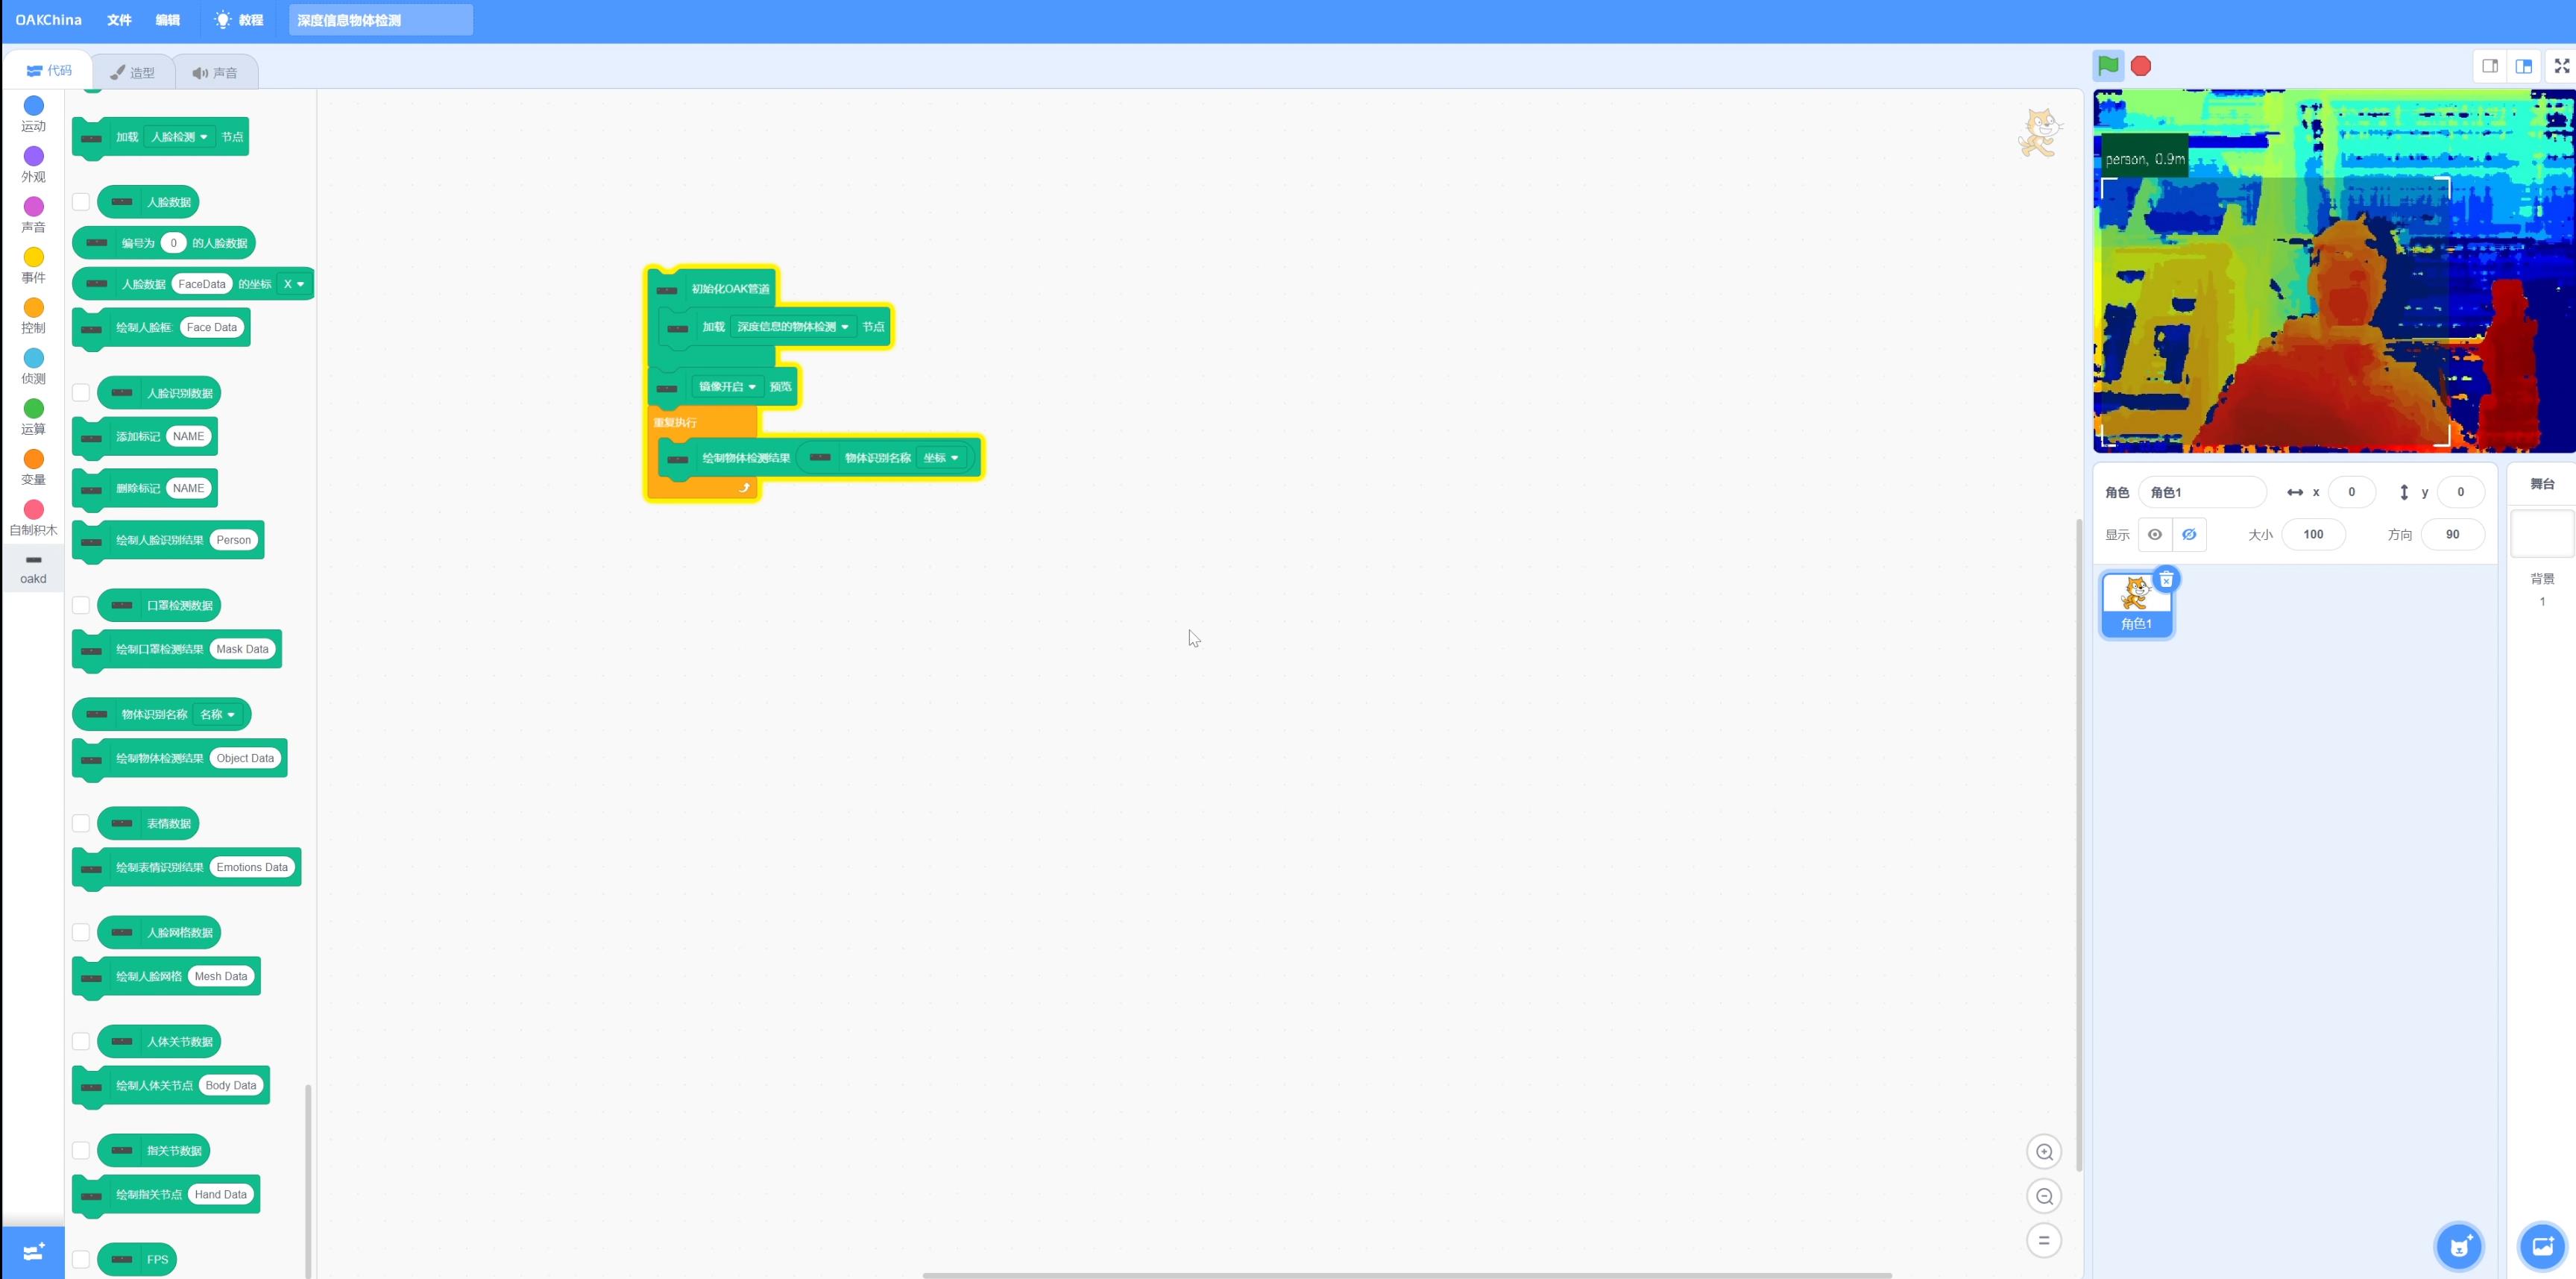 OAKChina 文件 编辑 教程 深度信息物体检测
代码 造型 声音
运动
外观
声音
事件
控制
侦测
运算
变量
自制积木
oakd
加载 人脸检测 节点
人脸数据
编号为 0 的人脸数据
人脸数据 FaceData 的坐标 X
绘制人脸框 Face Data
人脸识别数据
添加标记 NAME
删除标记 NAME
绘制人脸识别结果 Person
口罩检测数据
绘制口罩检测结果 Mask Data
物体识别名称 名称
绘制物体检测结果 Object Data
表情数据
绘制表情识别结果 Emotions Data
人脸网格数据
绘制人脸网格 Mesh Data
人体关节数据
绘制人体关节点 Body Data
指关节数据
绘制指关节点 Hand Data
FPS
初始化OAK管道
加载 深度信息的物体检测 节点
镜像开启 预览
重复执行
绘制物体检测结果 物体识别名称 坐标
person, 0.9m
角色 角色1 x 0 y 0
显示 大小 100 方向 90
角色1
舞台
背景
1